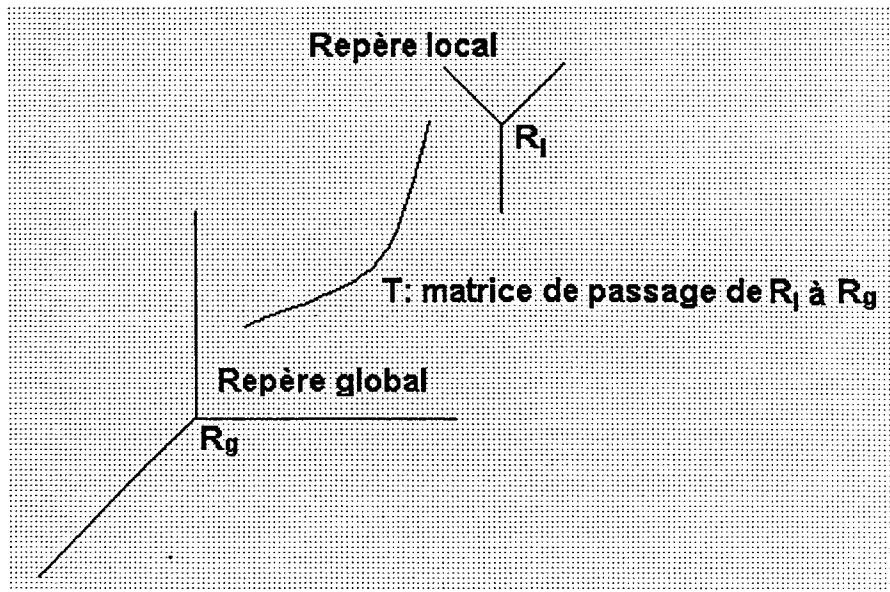 Repère local
Rl
T: matrice de passage de Rl à Rg
Repère global
Rg